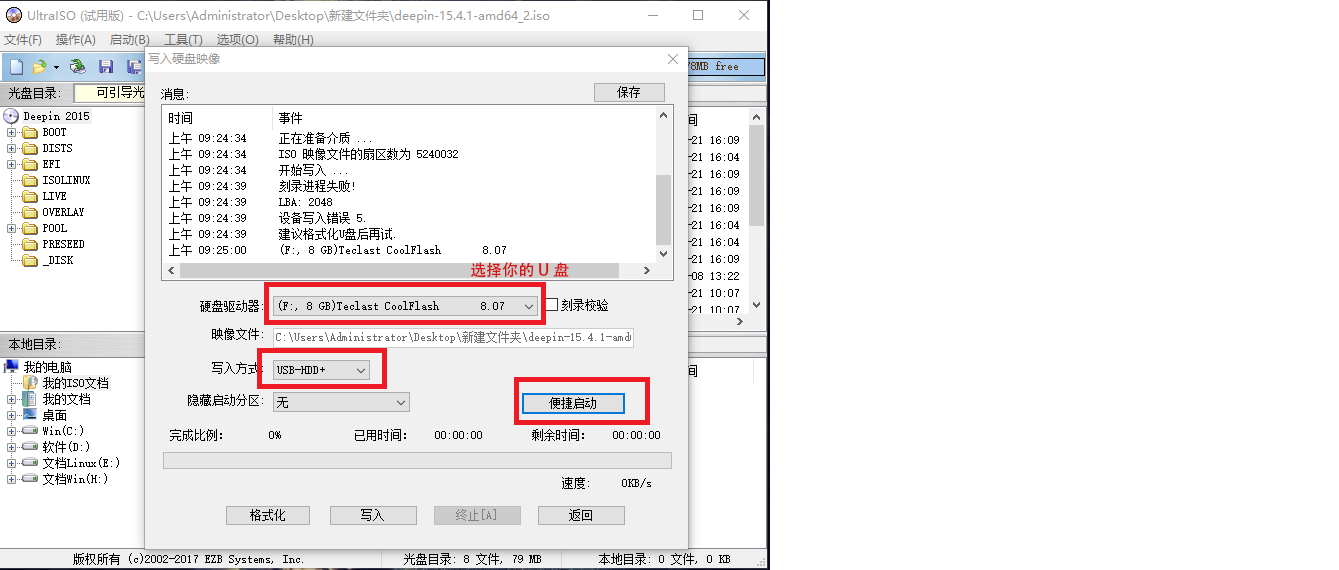 UltraISO (试用版) - C:\Users\Administrator\Desktop\新建文件夹\deepin-15.4.1-amd64_2.iso
文件(F) 操作(A) 启动(B) 工具(T) 选项(O) 帮助(H)
写入硬盘映像
78MB free
光盘目录: 可引导光
消息:
保存
时间 事件
上午 09:24:34 正在准备介质 ...
上午 09:24:34 ISO 映像文件的扇区数为 5240032
上午 09:24:34 开始写入 ...
上午 09:24:39 刻录进程失败!
上午 09:24:39 LBA: 2048
上午 09:24:39 设备写入错误 5.
上午 09:24:39 建议格式化U盘后再试.
上午 09:25:00 (F:, 8 GB)Teclast CoolFlash 8.07
Deepin 2015
BOOT
DISTS
EFI
ISOLINUX
LIVE
OVERLAY
POOL
PRESEED
_DISK
间
-21 16:09
-21 16:04
-21 16:09
-21 16:09
-21 16:09
-21 16:04
-21 16:04
-21 16:09
-08 13:22
-21 10:07
-21 10:07
选择你的U盘
硬盘驱动器: (F:, 8 GB)Teclast CoolFlash 8.07
刻录校验
映像文件: C:\Users\Administrator\Desktop\新建文件夹\deepin-15.4.1-amd
写入方式: USB-HDD+
隐藏启动分区: 无
便捷启动
完成比例: 0% 已用时间: 00:00:00 剩余时间: 00:00:00
速度: 0KB/s
格式化 写入 终止[A] 返回
本地目录:
间
我的电脑
我的ISO文档
我的文档
桌面
Win(C:)
软件(D:)
文档Linux(E:)
文档Win(H:)
版权所有 (c)2002-2017 EZB Systems, Inc.
光盘目录: 8 文件, 79 MB
本地目录: 0 文件, 0 KB